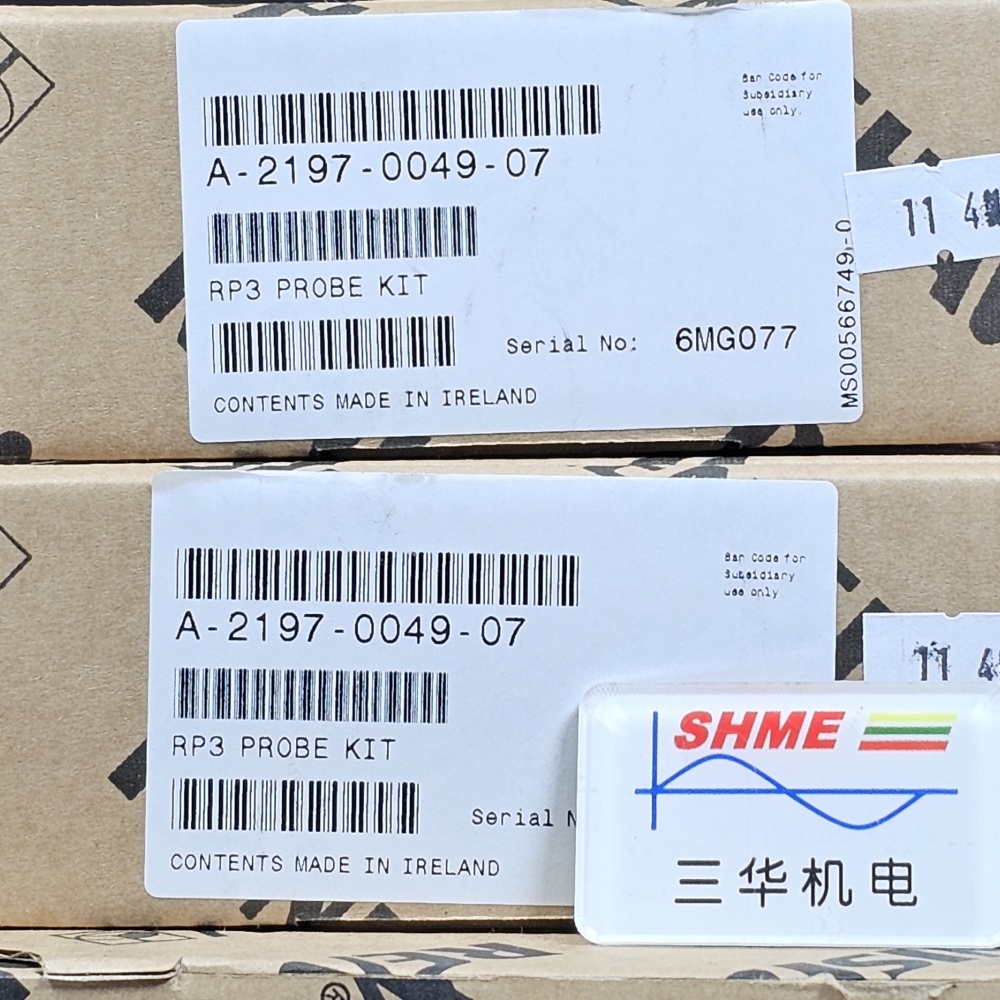 Bar Code for
Subsidiary
use only.
A-2197-0049-07
RP3 PROBE KIT
Serial No: 6MG077
CONTENTS MADE IN IRELAND
MS00566749-0
11
Bar Code for
Subsidiary
use only
A-2197-0049-07
RP3 PROBE KIT
Serial
CONTENTS MADE IN IRELAND
11
SHME
三华机电
®